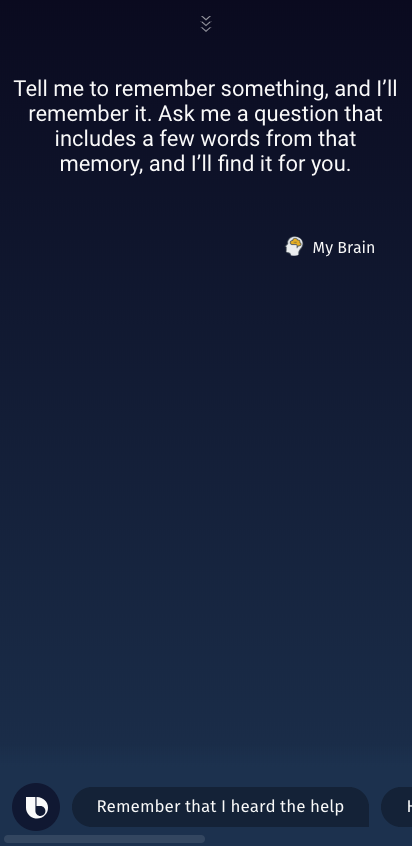 Tell me to remember something, and I’ll
remember it. Ask me a question that
includes a few words from that
memory, and I’ll find it for you.
My Brain
Remember that I heard the help